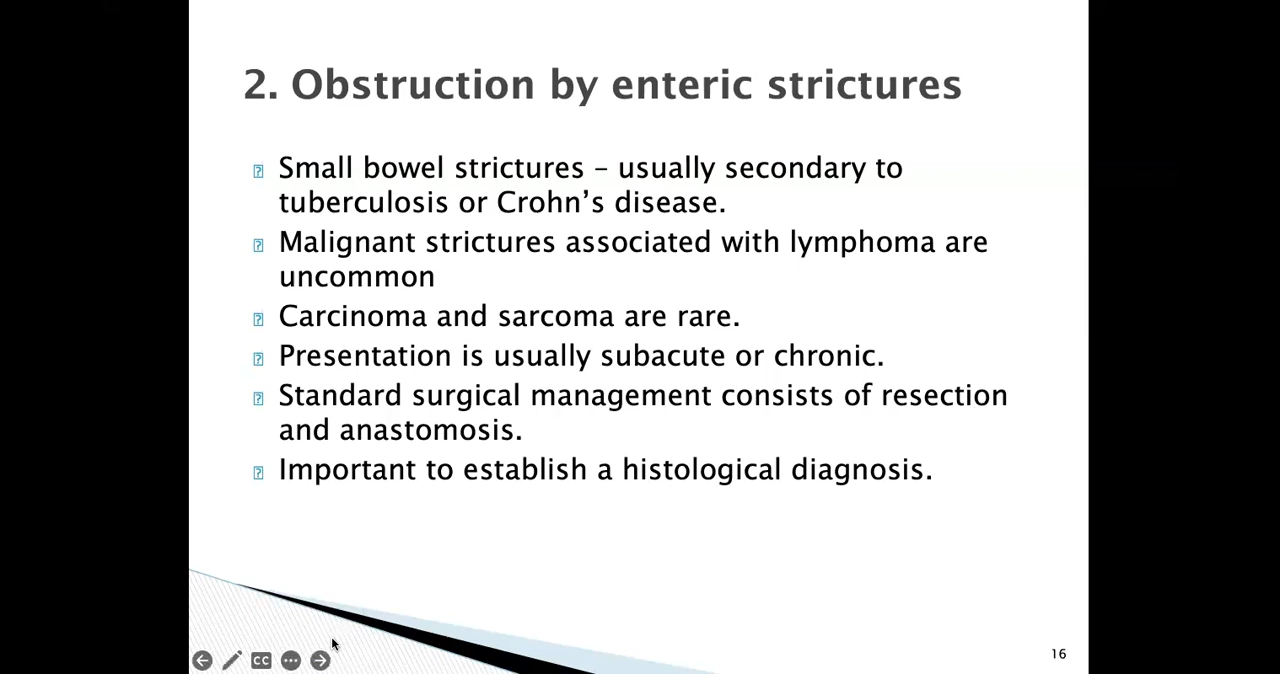 2. Obstruction by enteric strictures
Small bowel strictures – usually secondary to
tuberculosis or Crohn’s disease.
Malignant strictures associated with lymphoma are
uncommon
Carcinoma and sarcoma are rare.
Presentation is usually subacute or chronic.
Standard surgical management consists of resection
and anastomosis.
Important to establish a histological diagnosis.
CC
16